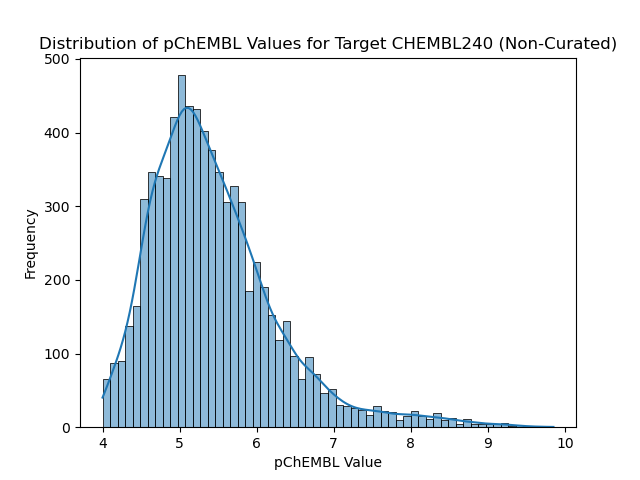 Distribution of pChEMBL Values for Target CHEMBL240 (Non-Curated)
500
400
300
200
100
0
Frequency
4 5 6 7 8 9 10
pChEMBL Value